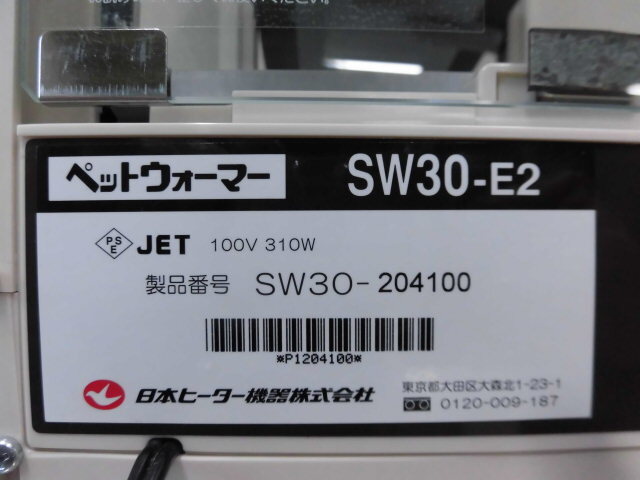 ペットウォーマー SW30-E2
PS E JET 100V 310W
製品番号 SW30-204100
*P1204100*
日本ヒーター機器株式会社
東京都大田区大森北1-23-1
0120-009-187